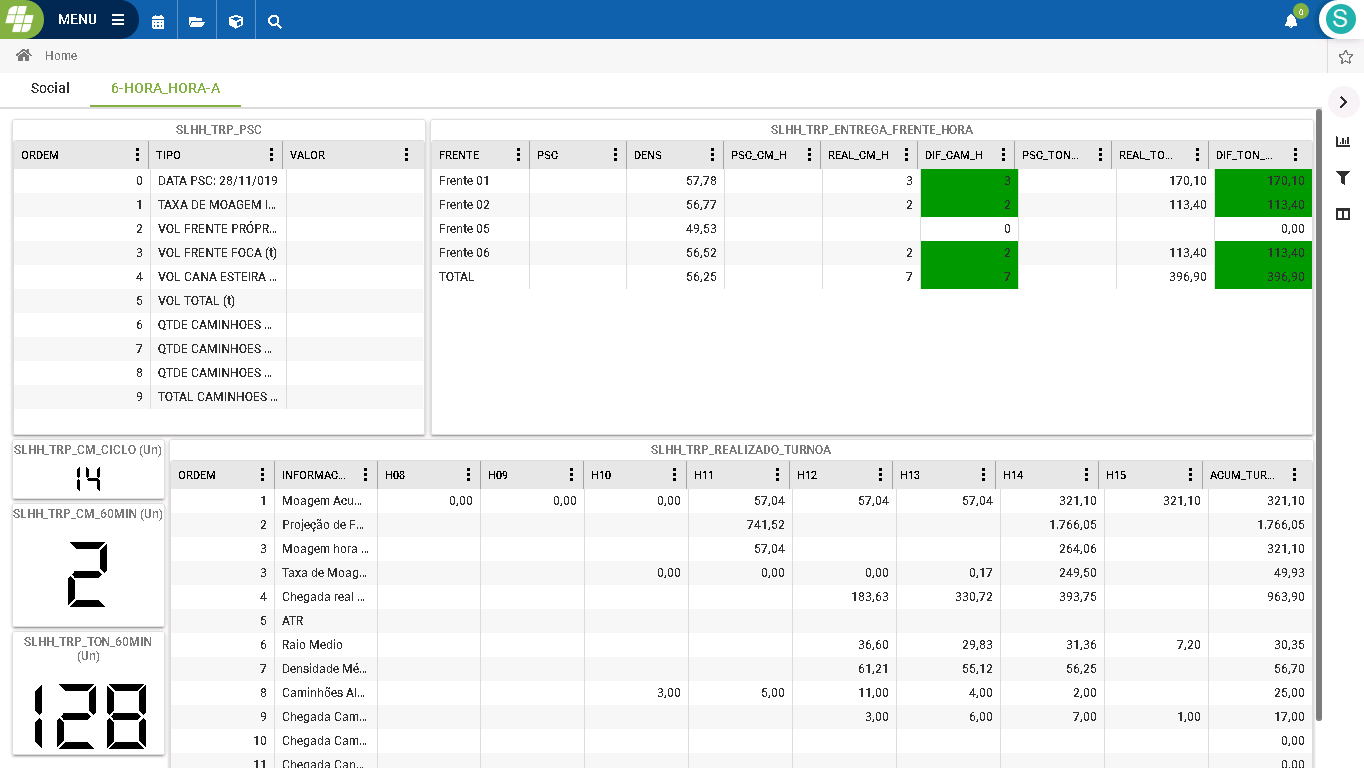 MENU
0
S
Home
Social 6-HORA_HORA-A
SLHH_TRP_PSC
ORDEM TIPO VALOR
0 DATA PSC: 28/11/019
1 TAXA DE MOAGEM I...
2 VOL FRENTE PRÓPR...
3 VOL FRENTE FOCA (t)
4 VOL CANA ESTEIRA ...
5 VOL TOTAL (t)
6 QTDE CAMINHOES ...
7 QTDE CAMINHOES ...
8 QTDE CAMINHOES ...
9 TOTAL CAMINHOES ...
SLHH_TRP_ENTREGA_FRENTE_HORA
FRENTE PSC DENS PSC_CM_H REAL_CM_H DIF_CAM_H PSC_TON... REAL_TO... DIF_TON_...
Frente 01 57,78 3 3 170,10 170,10
Frente 02 56,77 2 2 113,40 113,40
Frente 05 49,53 0 0,00
Frente 06 56,52 2 2 113,40 113,40
TOTAL 56,25 7 7 396,90 396,90
SLHH_TRP_CM_CICLO (Un)
14
SLHH_TRP_CM_60MIN (Un)
2
SLHH_TRP_TON_60MIN
(Un)
128
SLHH_TRP_REALIZADO_TURNOA
ORDEM INFORMAC... H08 H09 H10 H11 H12 H13 H14 H15 ACUM_TUR...
1 Moagem Acu... 0,00 0,00 0,00 57,04 57,04 57,04 321,10 321,10 321,10
2 Projeção de F... 741,52 1.766,05 1.766,05
3 Moagem hora ... 57,04 264,06 321,10
3 Taxa de Moag... 0,00 0,00 0,00 0,17 249,50 49,93
4 Chegada real ... 183,63 330,72 393,75 963,90
5 ATR
6 Raio Medio 36,60 29,83 31,36 7,20 30,35
7 Densidade Mé... 61,21 55,12 56,25 56,70
8 Caminhões Al... 3,00 5,00 11,00 4,00 2,00 25,00
9 Chegada Cam... 3,00 6,00 7,00 1,00 17,00
10 Chegada Cam... 0,00
11 Chegada Can... 0,00